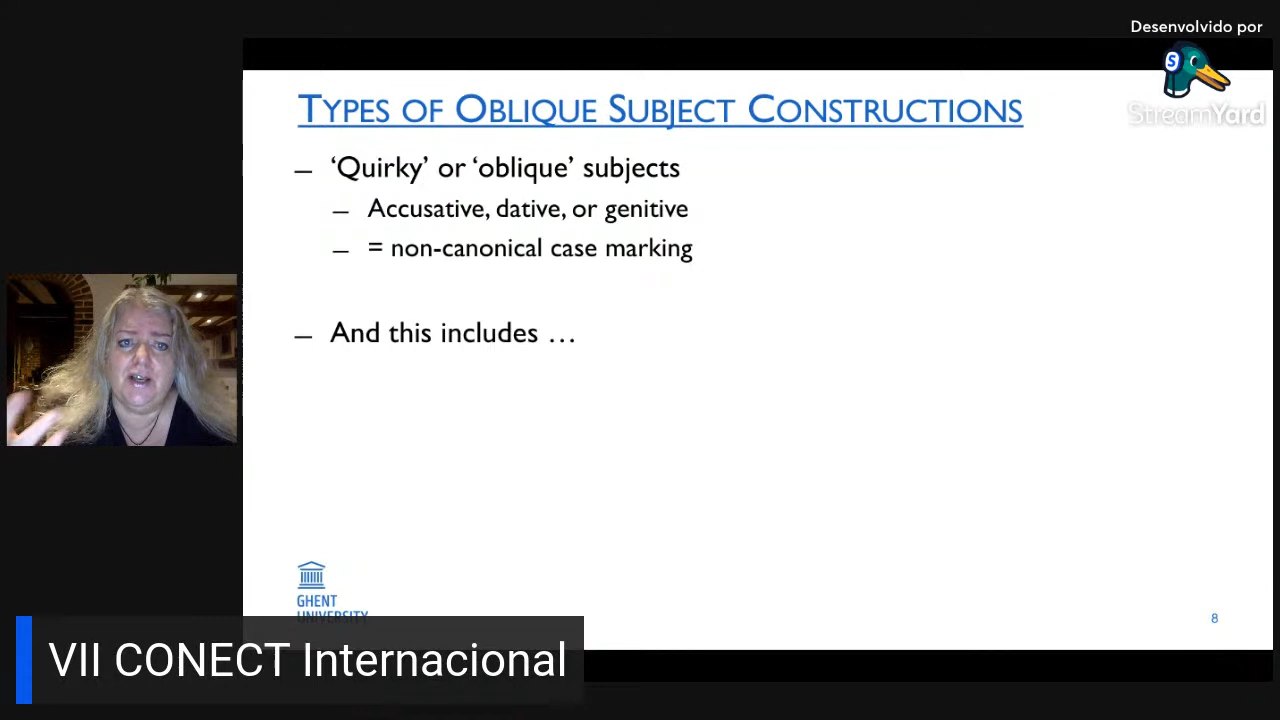 Desenvolvido por
StreamYard
TYPES OF OBLIQUE SUBJECT CONSTRUCTIONS
– ‘Quirky’ or ‘oblique’ subjects
– Accusative, dative, or genitive
– = non-canonical case marking
– And this includes …
GHENT
UNIVERSITY
8
VII CONECT Internacional